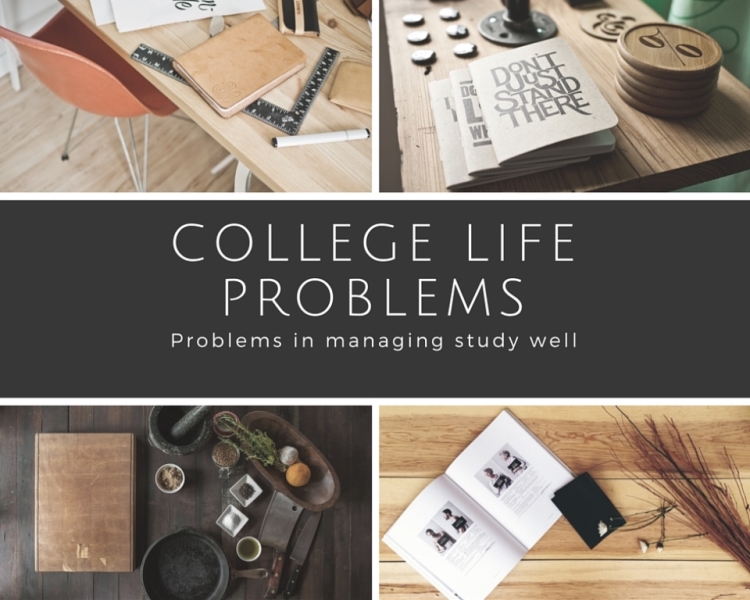 DON'T
JUST
STAND
THERE
COLLEGE LIFE
PROBLEMS
Problems in managing study well